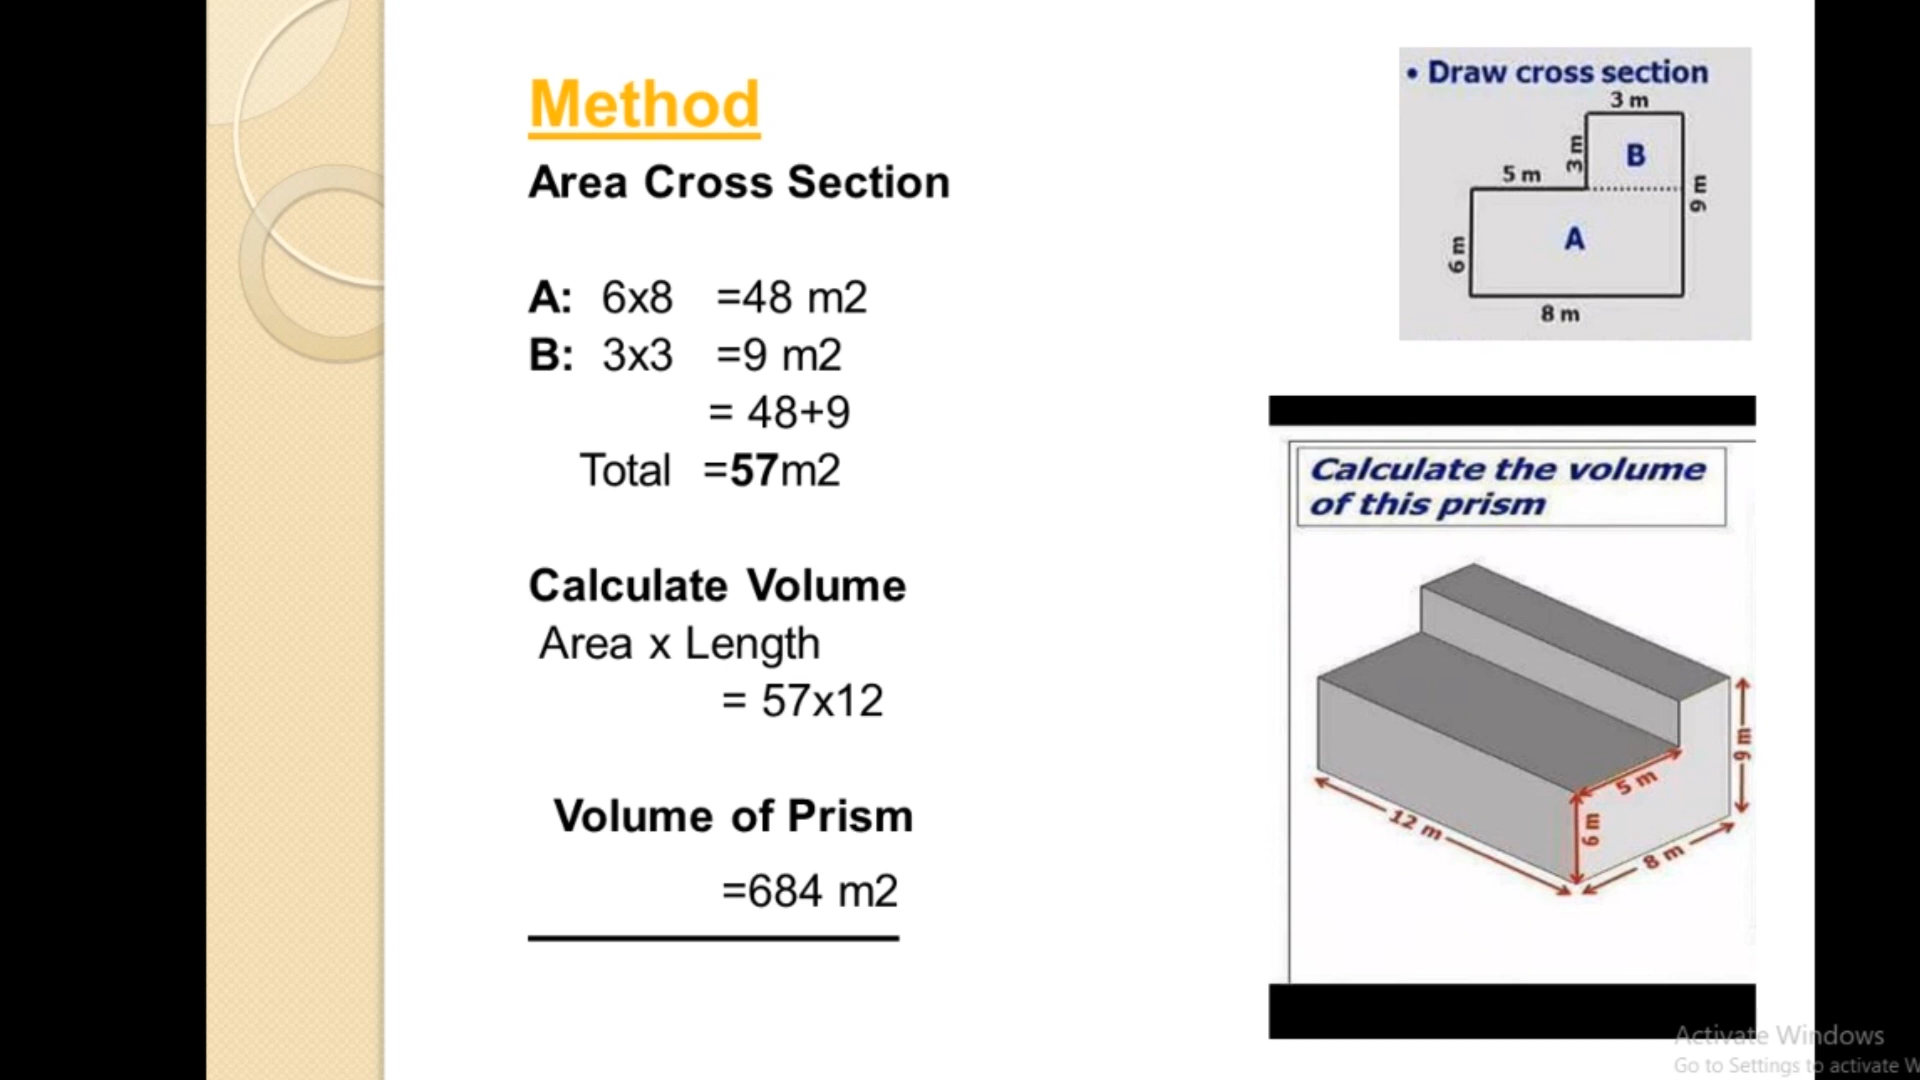 Method
Area Cross Section
A: 6x8 =48 m2
B: 3x3 =9 m2
= 48+9
Total =57m2
Calculate Volume
Area x Length
= 57x12
Volume of Prism
=684 m2
• Draw cross section
3 m
3 m
B
5 m
9 m
A
6 m
8 m
Calculate the volume
of this prism
9 m
5 m
6 m
12 m
8 m
Activate Windows
Go to Settings to activate W